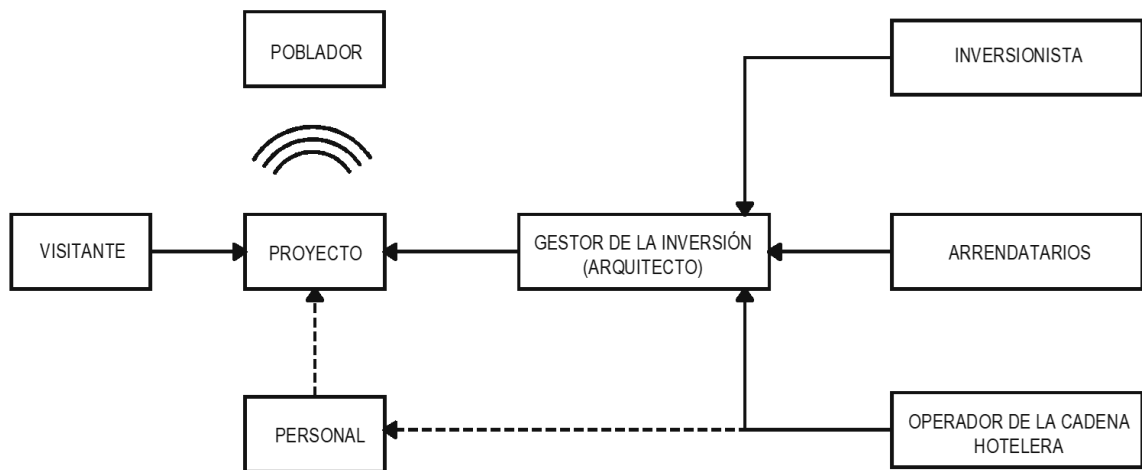 POBLADOR
INVERSIONISTA
VISITANTE
PROYECTO
GESTOR DE LA INVERSIÓN
(ARQUITECTO)
ARRENDATARIOS
PERSONAL
OPERADOR DE LA CADENA
HOTELERA